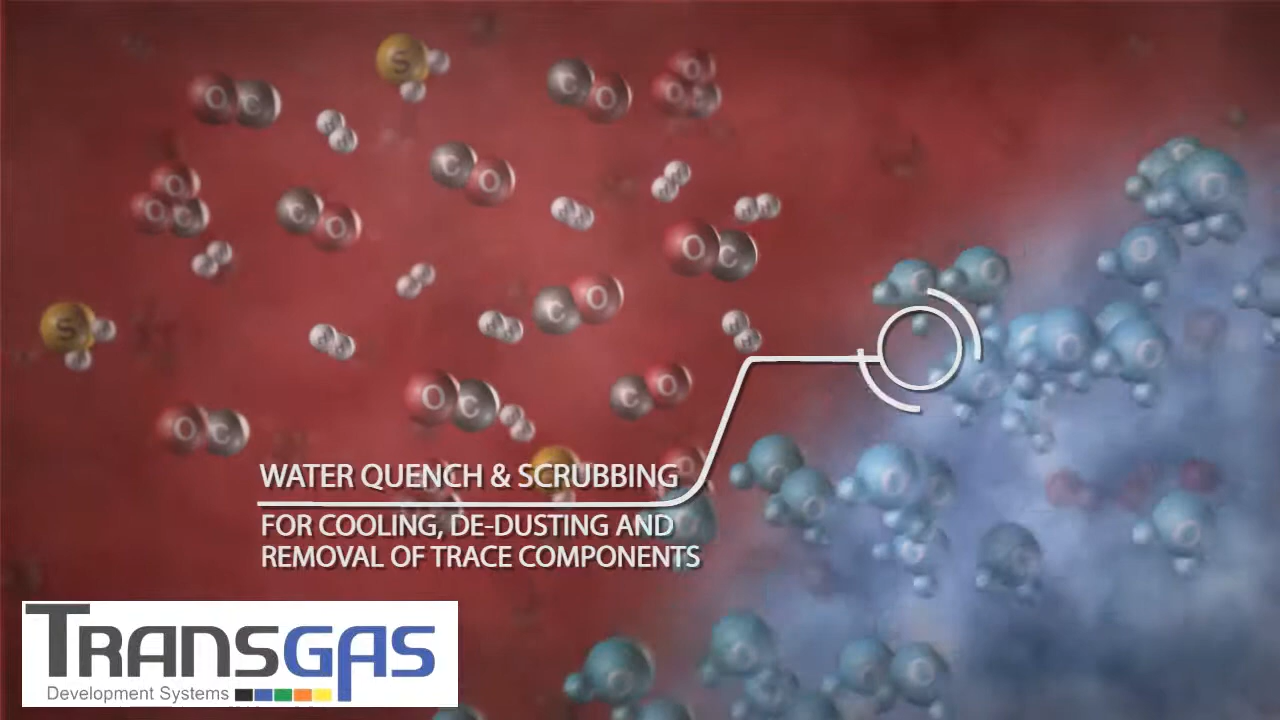 WATER QUENCH & SCRUBBING
FOR COOLING, DE-DUSTING AND
REMOVAL OF TRACE COMPONENTS
TRANSGAS
Development Systems